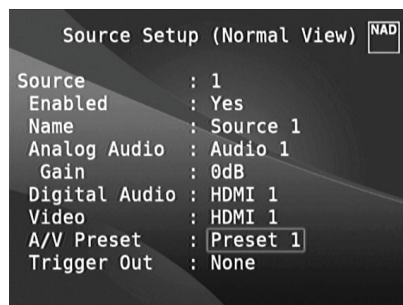 Source Setup (Normal View) NAD
Source : 1
Enabled : Yes
Name : Source 1
Analog Audio : Audio 1
Gain : 0dB
Digital Audio : HDMI 1
Video : HDMI 1
A/V Preset : Preset 1
Trigger Out : None